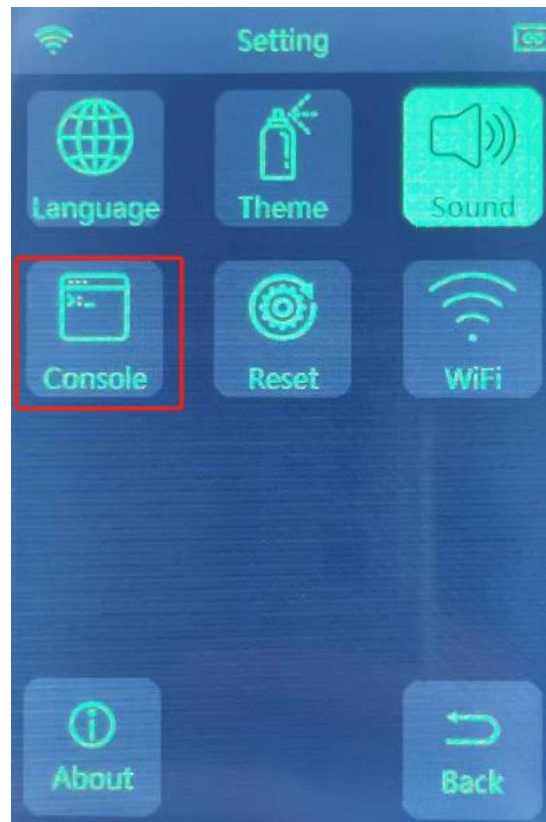 Setting
Language
Theme
Sound
>:_
Console
Reset
WiFi
About
Back